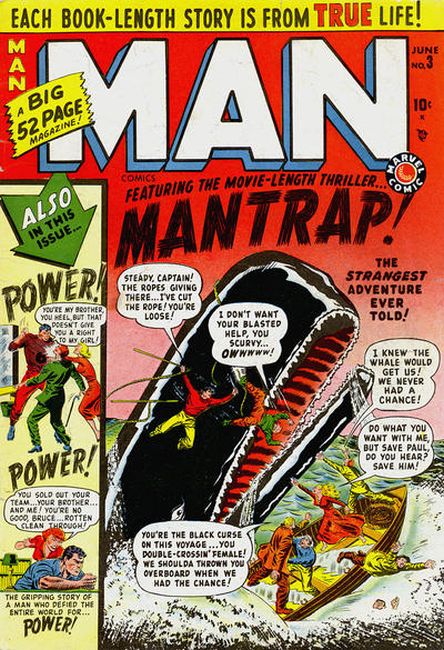 EACH BOOK-LENGTH STORY IS FROM TRUE LIFE!
MAN
MAN
JUNE
NO. 3
10¢
A BIG
52 PAGE
MAGAZINE!
MARVEL
COMIC
COMICS
FEATURING THE MOVIE-LENGTH THRILLER...
MANTRAP!
THE
STRANGEST
ADVENTURE
EVER
TOLD!
ALSO
IN THIS
ISSUE...
POWER!
YOU'RE MY BROTHER,
YOU HEEL, BUT THAT
DOESN'T GIVE
YOU A RIGHT
TO MY GIRL!
POWER!
YOU SOLD OUT YOUR
TEAM...YOUR BROTHER...
AND ME! YOU'RE NO
GOOD, BRUCE...ROTTEN
CLEAN THROUGH!
THE GRIPPING STORY OF
A MAN WHO DEFIED THE
ENTIRE WORLD FOR...
POWER!
STEADY, CAPTAIN!
THE ROPES GIVING
THERE...I'VE CUT
THE ROPE! YOU'RE
LOOSE!
I DON'T WANT
YOUR BLASTED
HELP, YOU
SCURVY...
OWWWWW!
I KNEW THE
WHALE WOULD
GET US!
WE NEVER
HAD A
CHANCE!
DO WHAT YOU
WANT WITH ME,
BUT SAVE PAUL,
DO YOU HEAR?
SAVE HIM!
YOU'RE THE BLACK CURSE
ON THIS VOYAGE...YOU
DOUBLE-CROSSIN' FEMALE!
WE SHOULDA THROWN YOU
OVERBOARD WHEN WE
HAD THE CHANCE!